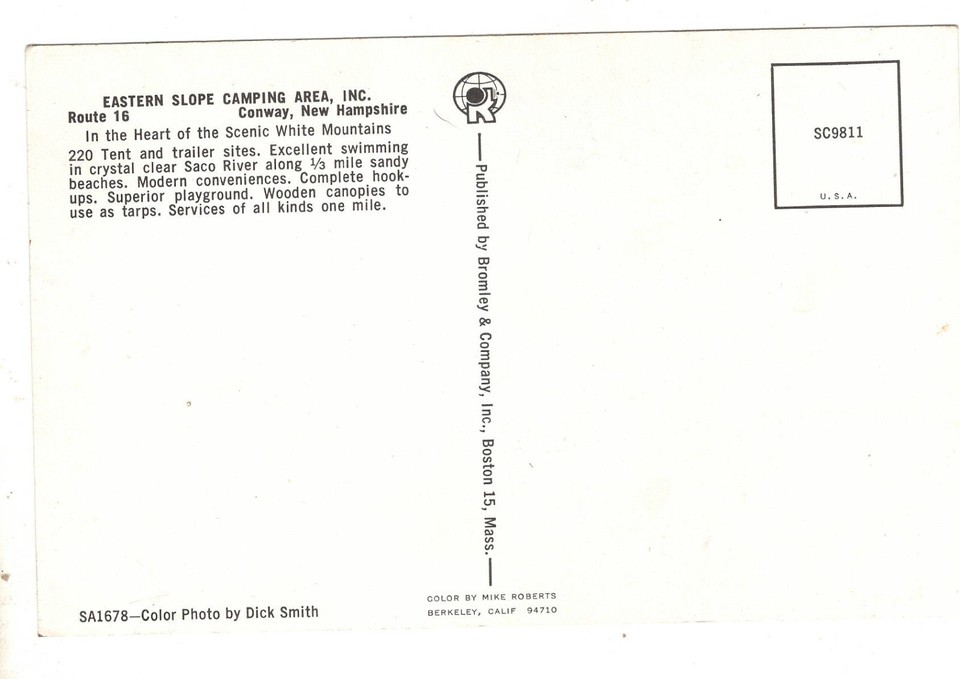 EASTERN SLOPE CAMPING AREA, INC.
Route 16 Conway, New Hampshire
In the Heart of the Scenic White Mountains
220 Tent and trailer sites. Excellent swimming
in crystal clear Saco River along ⅓ mile sandy
beaches. Modern conveniences. Complete hook-
ups. Superior playground. Wooden canopies to
use as tarps. Services of all kinds one mile.
SA1678—Color Photo by Dick Smith
R
Published by Bromley & Company, Inc., Boston 15, Mass.
COLOR BY MIKE ROBERTS
BERKELEY, CALIF 94710
SC9811
U.S.A.